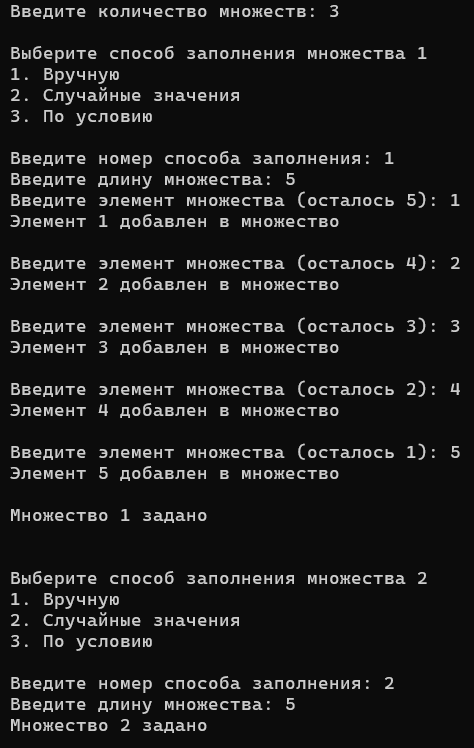 Введите количество множеств: 3
Выберите способ заполнения множества 1
1. Вручную
2. Случайные значения
3. По условию
Введите номер способа заполнения: 1
Введите длину множества: 5
Введите элемент множества (осталось 5): 1
Элемент 1 добавлен в множество
Введите элемент множества (осталось 4): 2
Элемент 2 добавлен в множество
Введите элемент множества (осталось 3): 3
Элемент 3 добавлен в множество
Введите элемент множества (осталось 2): 4
Элемент 4 добавлен в множество
Введите элемент множества (осталось 1): 5
Элемент 5 добавлен в множество
Множество 1 задано
Выберите способ заполнения множества 2
1. Вручную
2. Случайные значения
3. По условию
Введите номер способа заполнения: 2
Введите длину множества: 5
Множество 2 задано